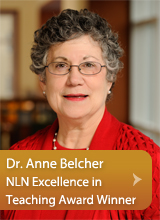 Dr. Anne Belcher
NLN Excellence in
Teaching Award Winner